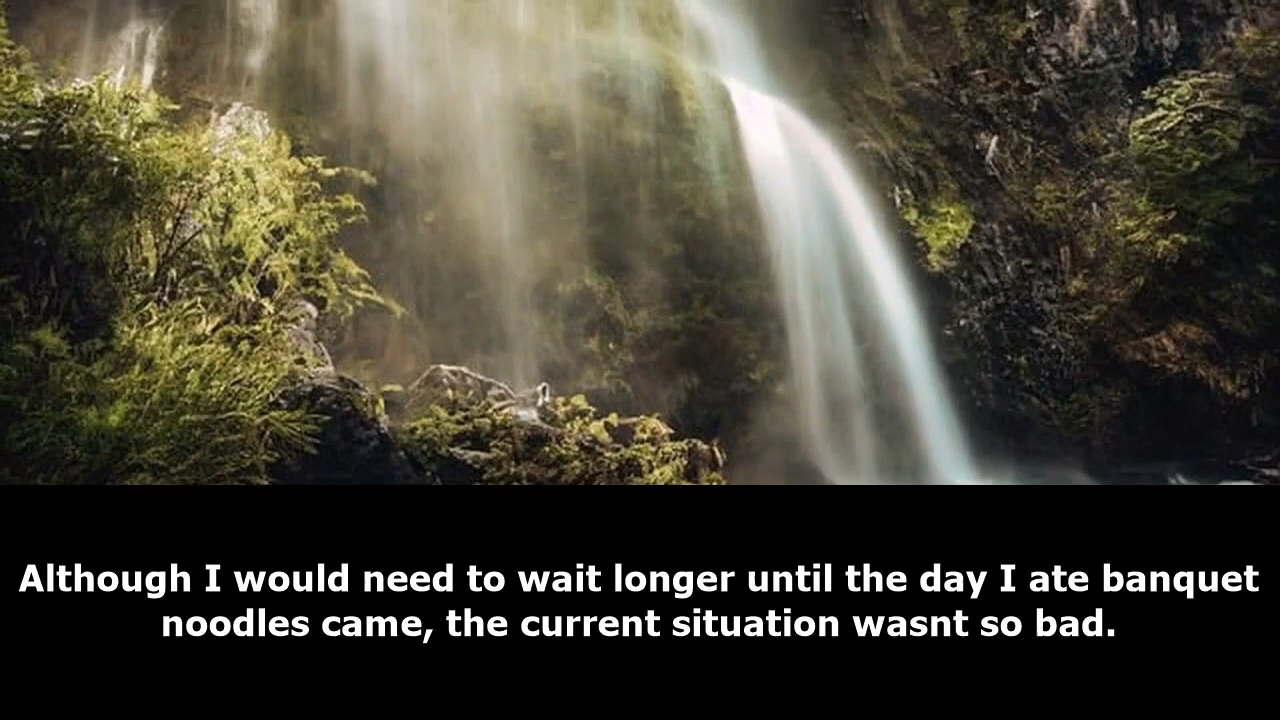 Although I would need to wait longer until the day I ate banquet
noodles came, the current situation wasnt so bad.